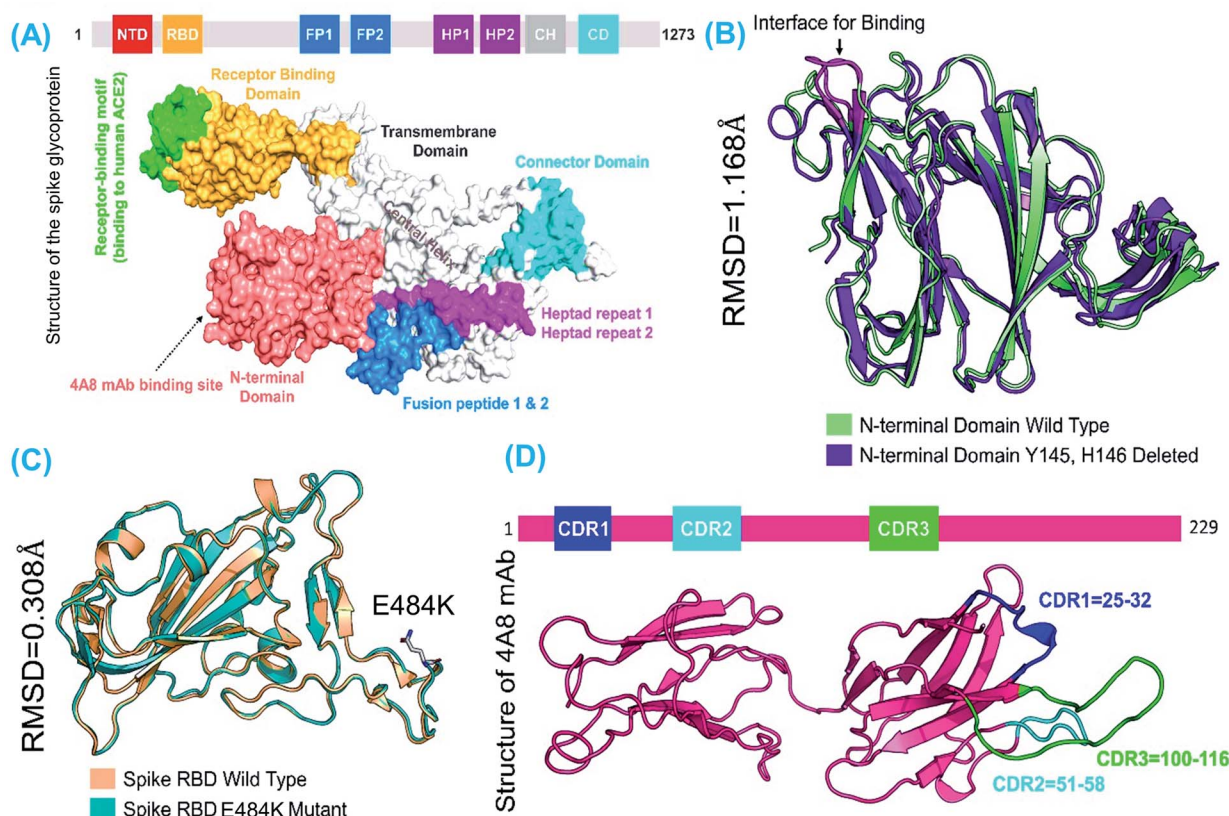 (A)
1
NTD
RBD
FP1
FP2
HP1
HP2
CH
CD
1273
Structure of the spike glycoprotein
Receptor-binding motif
(binding to human ACE2)
Receptor Binding
Domain
Transmembrane
Domain
Connector Domain
Central Helix
Heptad repeat 1
Heptad repeat 2
4A8 mAb binding site
N-terminal
Domain
Fusion peptide 1 & 2
(B)
Interface for Binding
RMSD=1.168Å
N-terminal Domain Wild Type
N-terminal Domain Y145, H146 Deleted
(C)
RMSD=0.308Å
E484K
Spike RBD Wild Type
Spike RBD E484K Mutant
(D)
1
CDR1
CDR2
CDR3
229
Structure of 4A8 mAb
CDR1=25-32
CDR3=100-116
CDR2=51-58